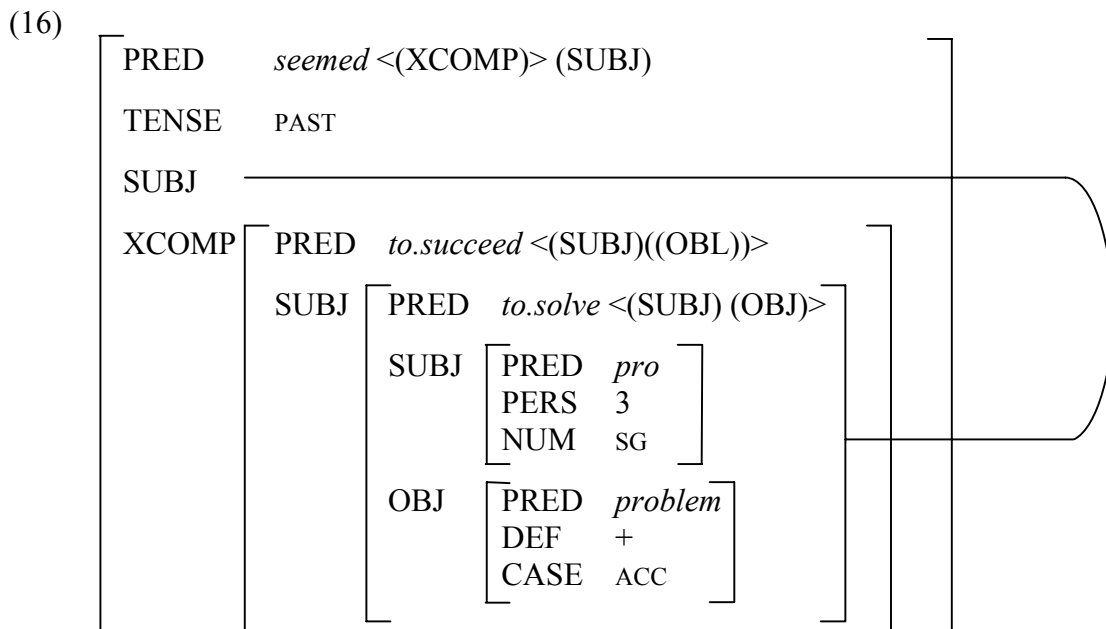 (16)
PRED seemed <(XCOMP)> (SUBJ)
TENSE PAST
SUBJ
XCOMP PRED to.succeed <(SUBJ)((OBL))>
SUBJ PRED to.solve <(SUBJ) (OBJ)>
SUBJ PRED pro
PERS 3
NUM SG
OBJ PRED problem
DEF +
CASE ACC